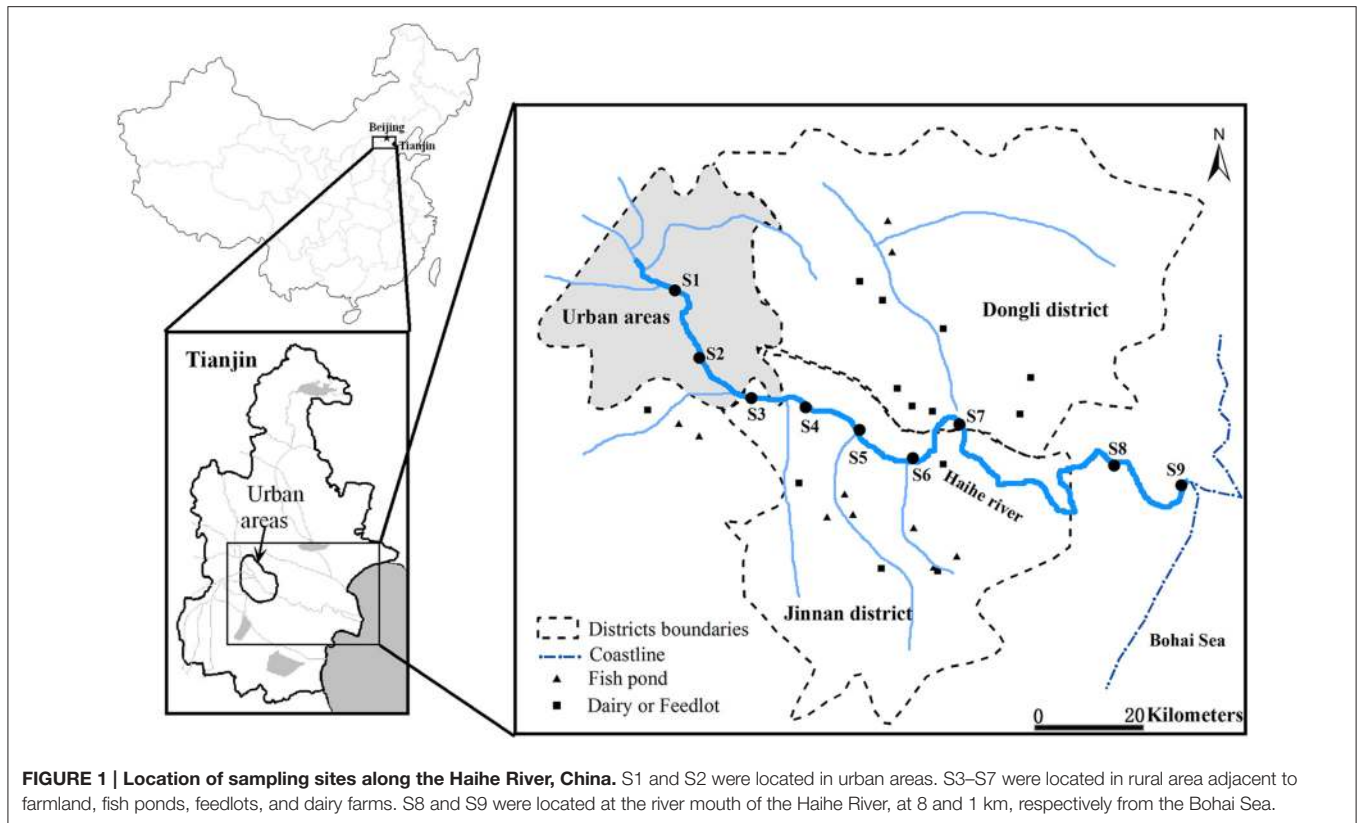 Beijing
Tianjin
Tianjin
Urban
areas
N
S1
Urban areas
Dongli district
S2
S3
S4
S5
S6
S7
S8
S9
Haihe river
Jinnan district
Bohai Sea
Districts boundaries
Coastline
Fish pond
Dairy or Feedlot
0 20 Kilometers
FIGURE 1 | Location of sampling sites along the Haihe River, China. S1 and S2 were located in urban areas. S3–S7 were located in rural area adjacent to
farmland, fish ponds, feedlots, and dairy farms. S8 and S9 were located at the river mouth of the Haihe River, at 8 and 1 km, respectively from the Bohai Sea.